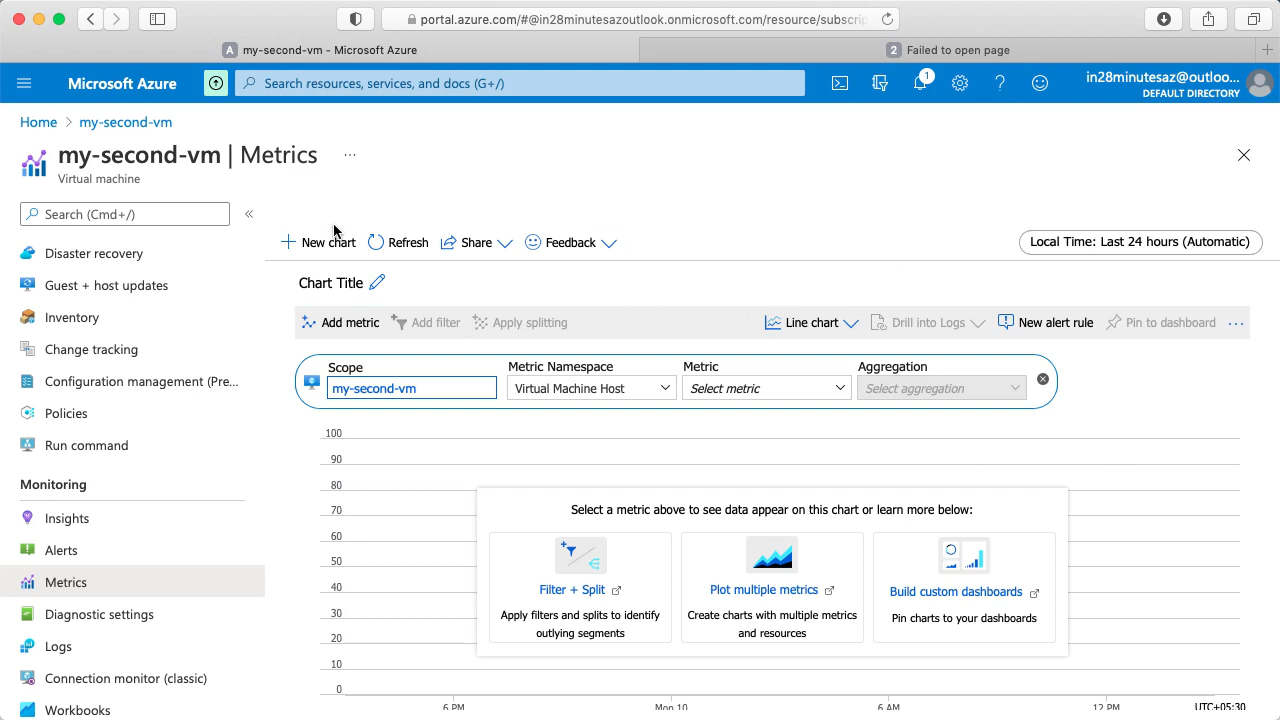 portal.azure.com/#@in28minutesazoutlook.onmicrosoft.com/resource/subscrip
A my-second-vm - Microsoft Azure
2 Failed to open page
Microsoft Azure
Search resources, services, and docs (G+/)
1
in28minutesaz@outloo...
DEFAULT DIRECTORY
Home > my-second-vm
my-second-vm | Metrics ...
Virtual machine
Search (Cmd+/)
«
Disaster recovery
Guest + host updates
Inventory
Change tracking
Configuration management (Pre...
Policies
Run command
Monitoring
Insights
Alerts
Metrics
Diagnostic settings
Logs
Connection monitor (classic)
Workbooks
New chart
Refresh
Share
Feedback
Local Time: Last 24 hours (Automatic)
Chart Title
Add metric
Add filter
Apply splitting
Line chart
Drill into Logs
New alert rule
Pin to dashboard
...
Scope
my-second-vm
Metric Namespace
Virtual Machine Host
Metric
Select metric
Aggregation
Select aggregation
100
90
80
70
60
50
40
30
20
10
0
Select a metric above to see data appear on this chart or learn more below:
Filter + Split
Apply filters and splits to identify
outlying segments
Plot multiple metrics
Create charts with multiple metrics
and resources
Build custom dashboards
Pin charts to your dashboards
6 PM
Mon 10
6 AM
12 PM
UTC+05:30